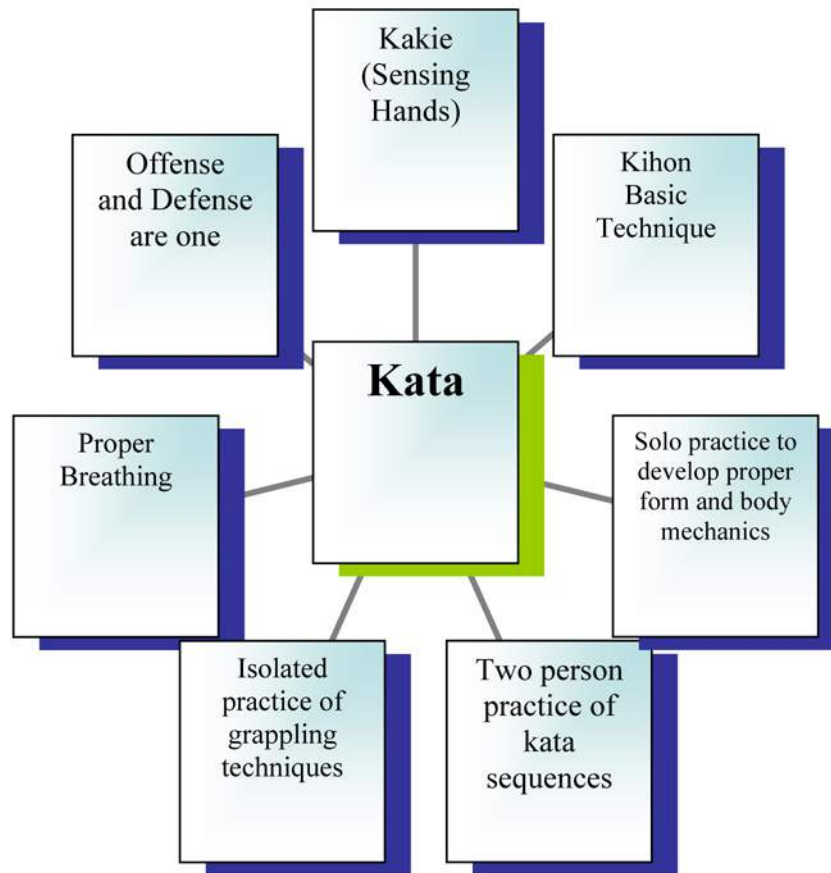 Kakie
(Sensing
Hands)
Offense
and Defense
are one
Kihon
Basic
Technique
Kata
Proper
Breathing
Solo practice to
develop proper
form and body
mechanics
Isolated
practice of
grappling
techniques
Two person
practice of
kata
sequences